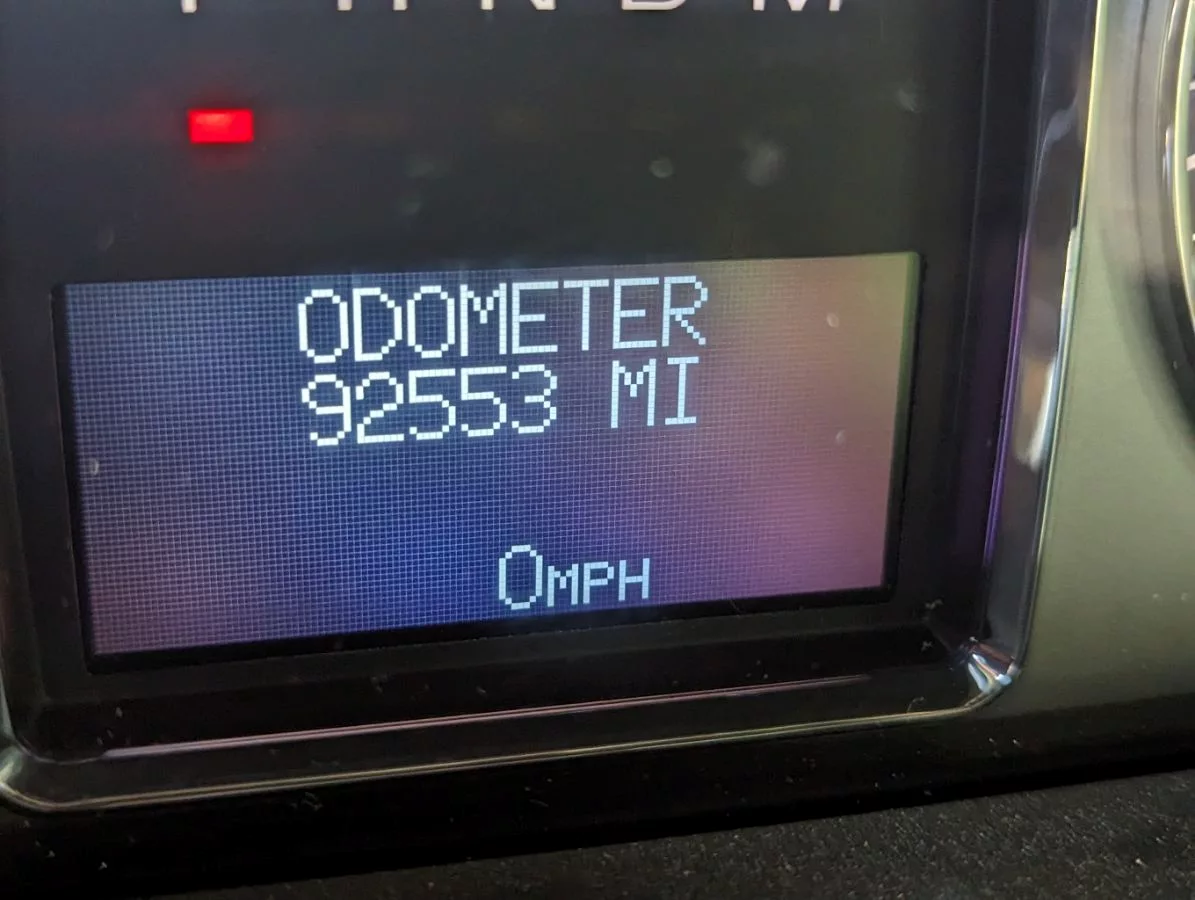 P R N D M
ODOMETER
92553 MI
0MPH